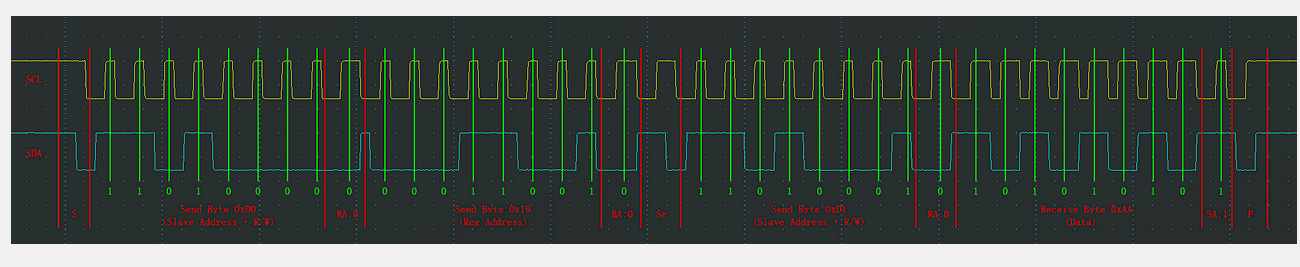 SCL
SDA
1 1 0 1 0 0 0 0 0 0 0 0 1 1 0 0 1 0 1 1 0 1 0 0 0 1 0 1 0 1 0 1 0 1 0 1
S Send Byte:0xD0 RA:0 Send Byte:0x19 RA:0 Sr Send Byte:0xD1 RA:0 Receive Byte:0xAA SA:1 P
(Slave Address + R/W) (Reg Address) (Slave Address + R/W) (Data)